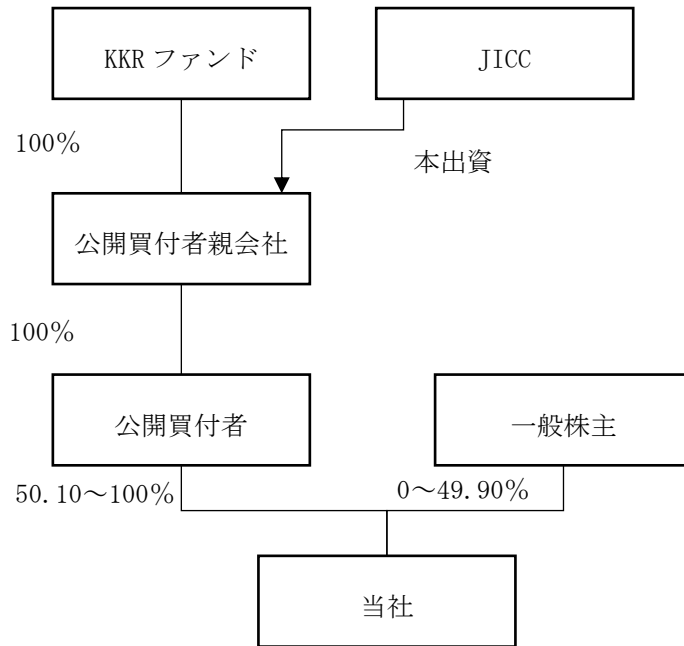 KKR ファンド
JICC
100%
本出資
公開買付者親会社
100%
公開買付者
一般株主
50.10～100%
0～49.90%
当社